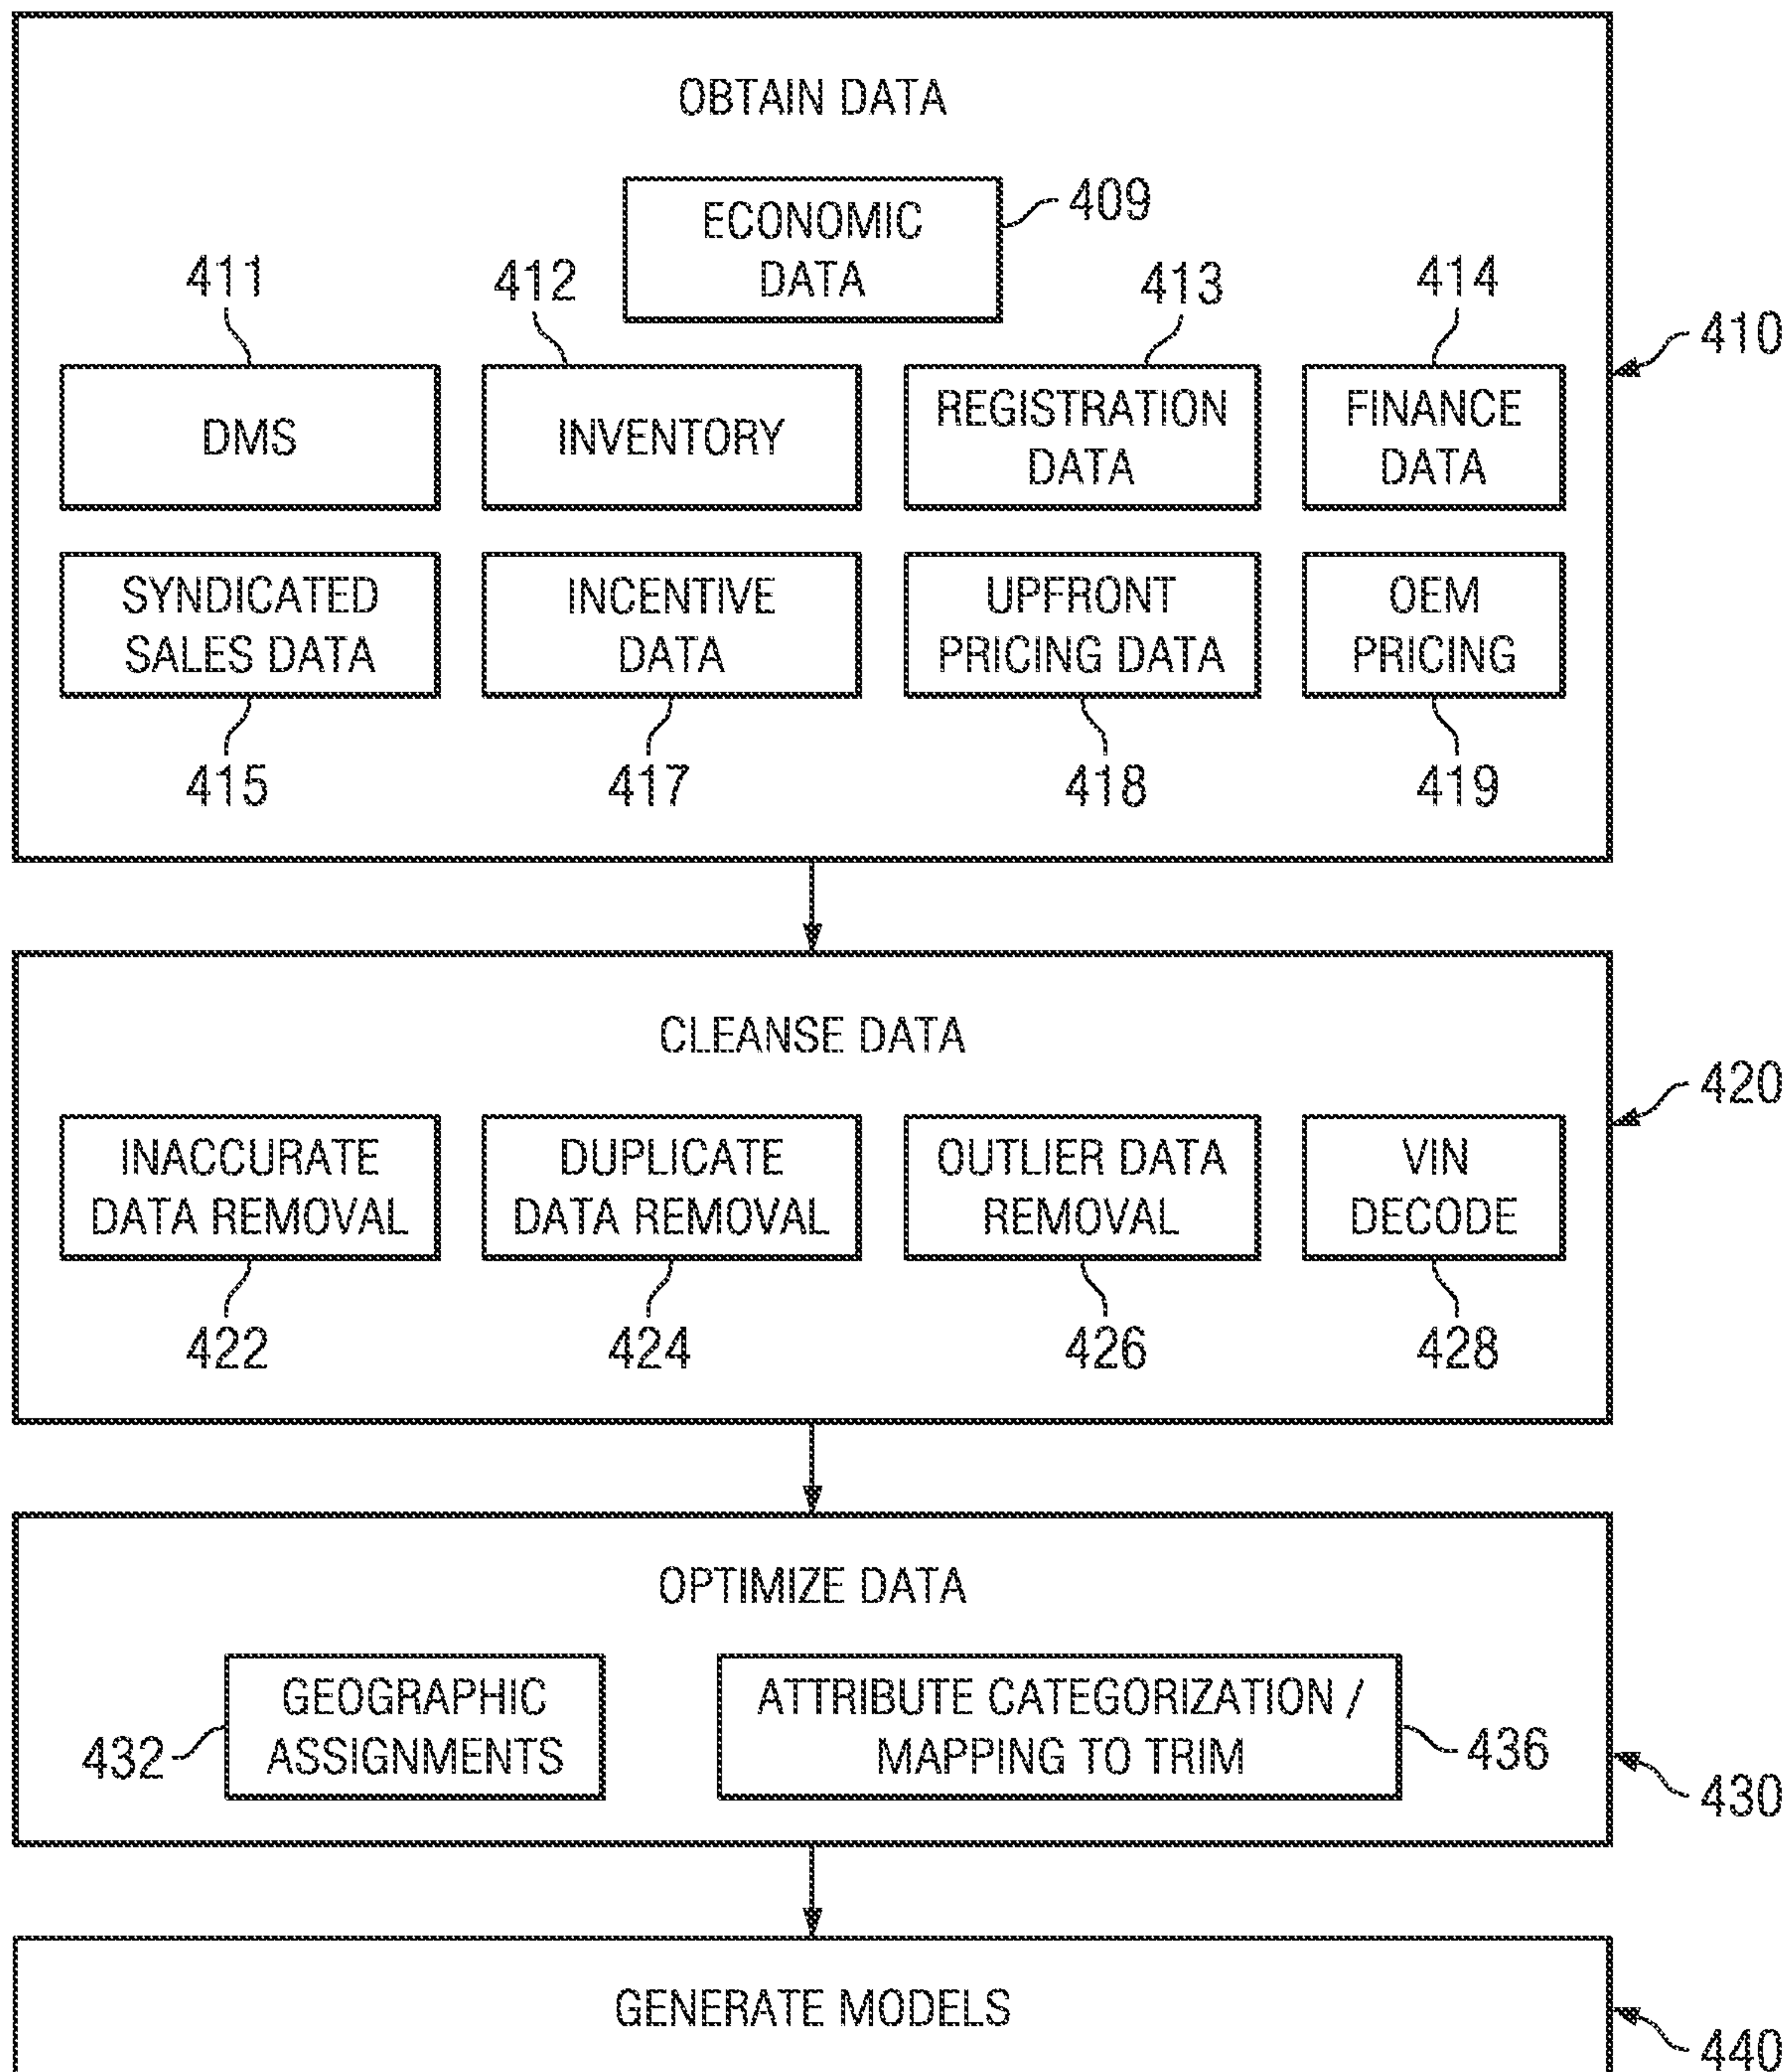 OBTAIN DATA
ECONOMIC
DATA
409
411
412
413
414
410
DMS
INVENTORY
REGISTRATION
DATA
FINANCE
DATA
SYNDICATED
SALES DATA
INCENTIVE
DATA
UPFRONT
PRICING DATA
OEM
PRICING
415
417
418
419
CLEANSE DATA
420
INACCURATE
DATA REMOVAL
DUPLICATE
DATA REMOVAL
OUTLIER DATA
REMOVAL
VIN
DECODE
422
424
426
428
OPTIMIZE DATA
432
GEOGRAPHIC
ASSIGNMENTS
ATTRIBUTE CATEGORIZATION /
MAPPING TO TRIM
436
430
GENERATE MODELS
440